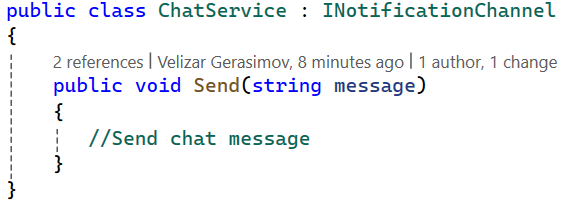 public class ChatService : INotificationChannel
{
2 references | Velizar Gerasimov, 8 minutes ago | 1 author, 1 change
public void Send(string message)
{
//Send chat message
}
}